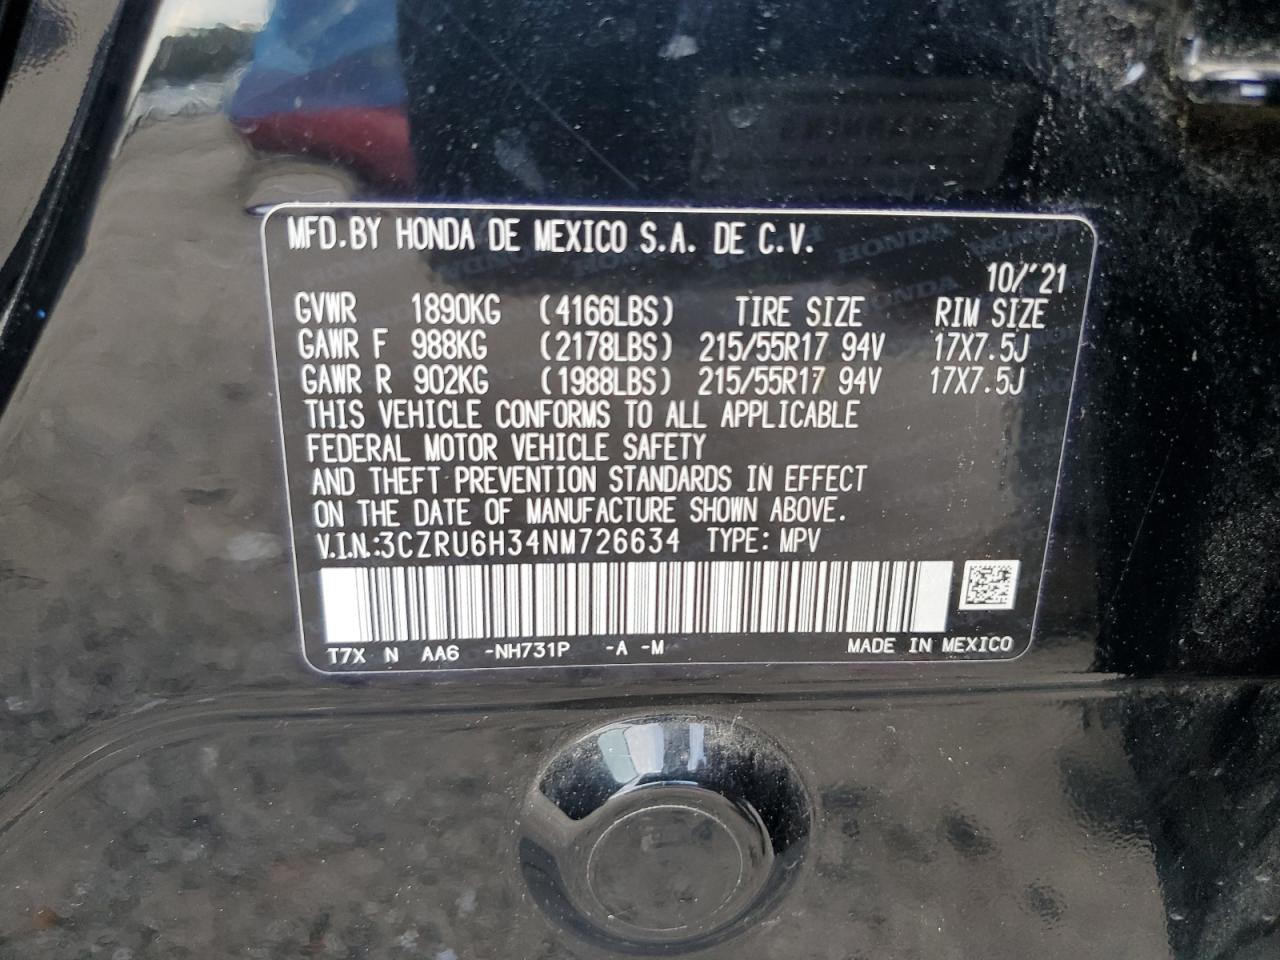 MFD.BY HONDA DE MEXICO S.A. DE C.V.
10/'21
GVWR 1890KG (4166LBS) TIRE SIZE RIM SIZE
GAWR F 988KG (2178LBS) 215/55R17 94V 17X7.5J
GAWR R 902KG (1988LBS) 215/55R17 94V 17X7.5J
THIS VEHICLE CONFORMS TO ALL APPLICABLE
FEDERAL MOTOR VEHICLE SAFETY
AND THEFT PREVENTION STANDARDS IN EFFECT
ON THE DATE OF MANUFACTURE SHOWN ABOVE.
V.I.N.:3CZRU6H34NM726634 TYPE: MPV
T7X N AA6 -NH731P -A -M MADE IN MEXICO